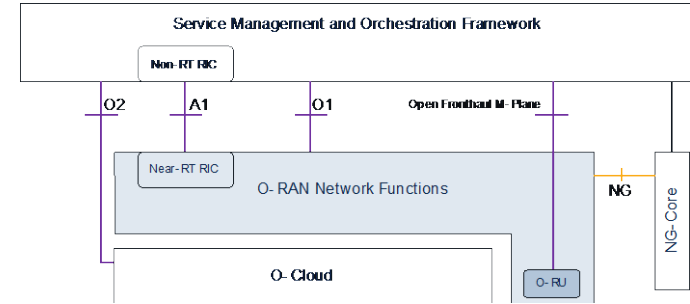 Service Management and Orchestration Framework
Non-RT RIC
O2
A1
O1
Open Fronthaul M- Plane
Near-RT RIC
O- RAN Network Functions
NG
NG- Core
O- Cloud
O- RU